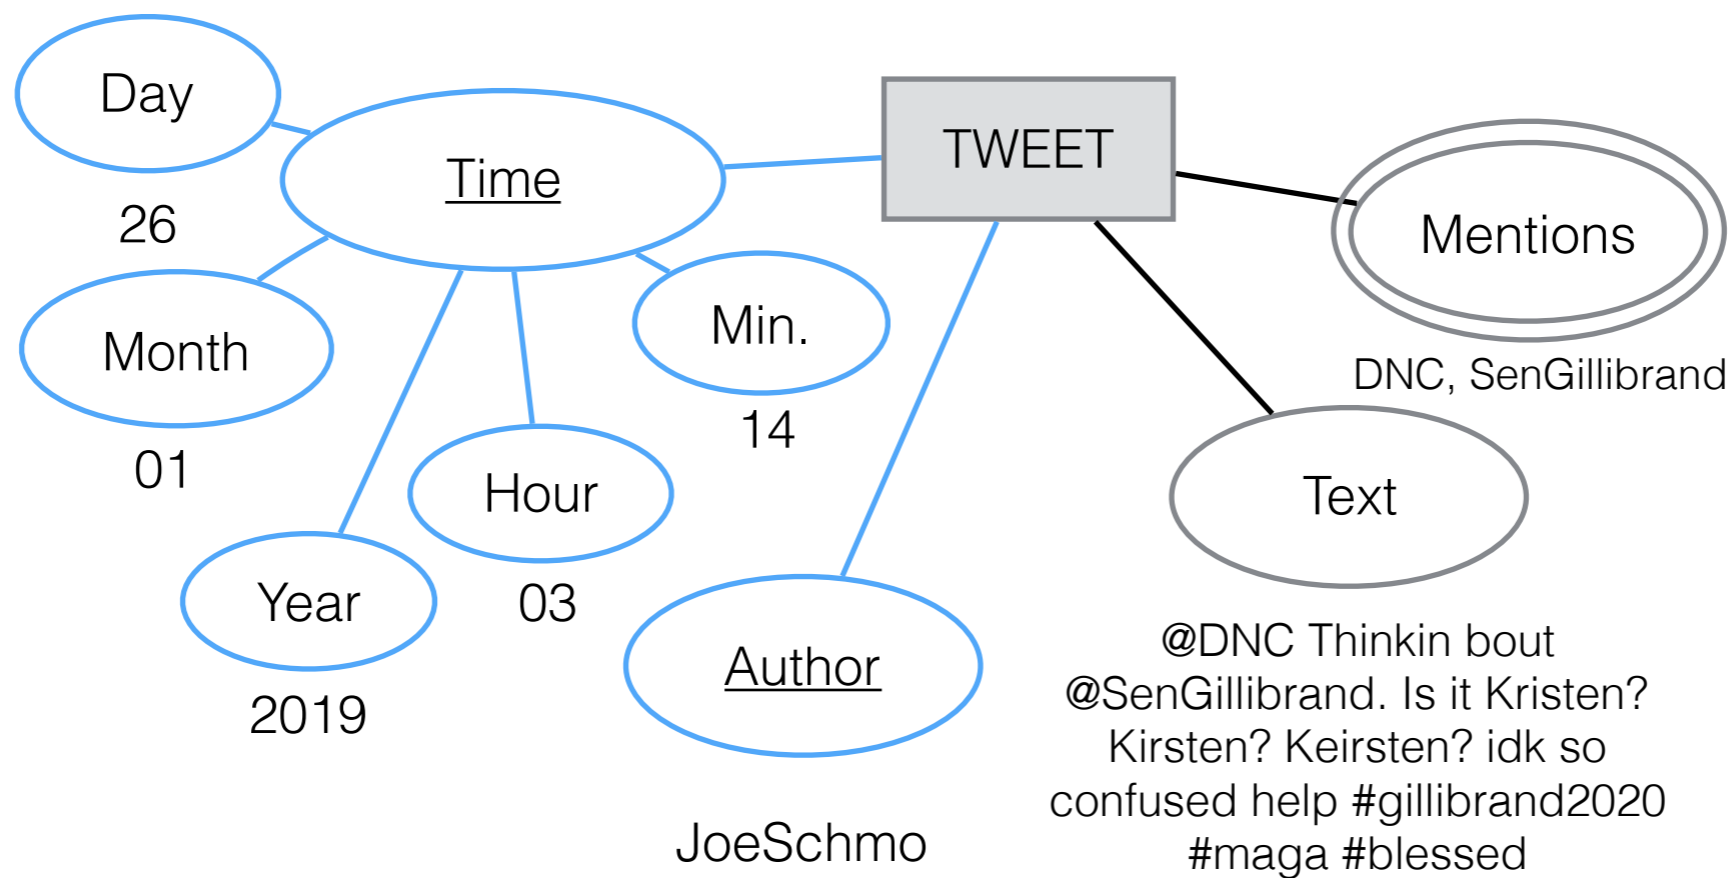 Day
26
Month
01
Year
2019
Time
Hour
03
Min.
14
TWEET
Author
JoeSchmo
Mentions
DNC, SenGillibrand
Text
@DNC Thinkin bout
@SenGillibrand. Is it Kristen?
Kirsten? Keirsten? idk so
confused help #gillibrand2020
#maga #blessed